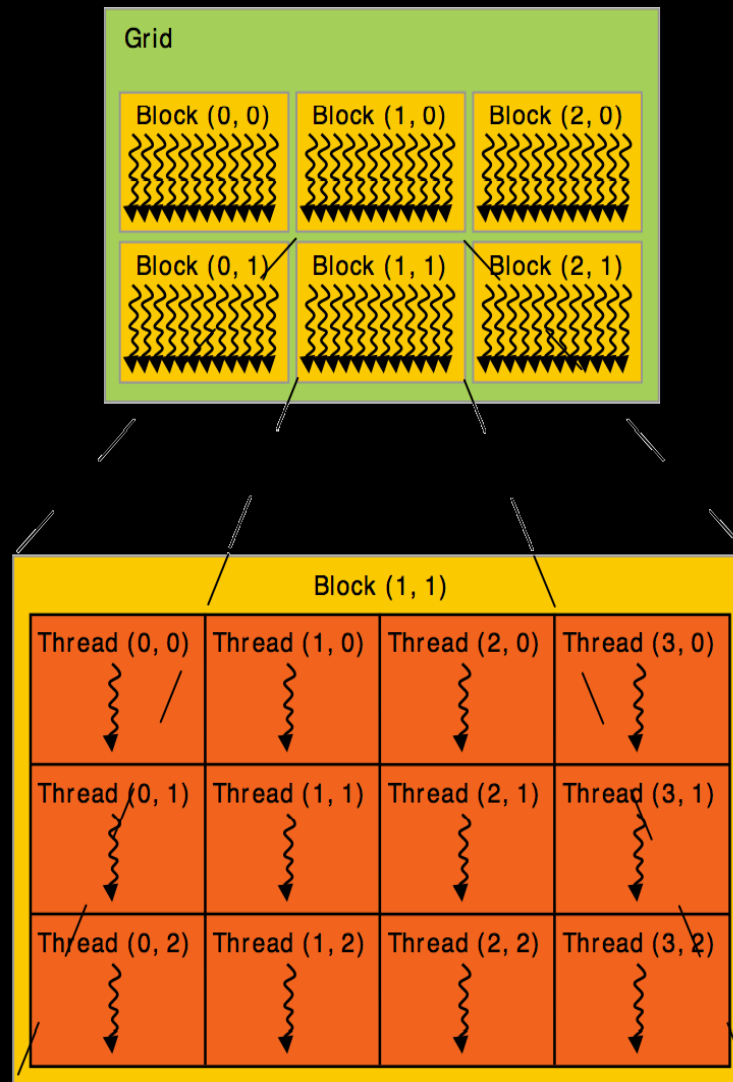 Grid
Block (0, 0) Block (1, 0) Block (2, 0)
Block (0, 1) Block (1, 1) Block (2, 1)
Block (1, 1)
Thread (0, 0) Thread (1, 0) Thread (2, 0) Thread (3, 0)
Thread (0, 1) Thread (1, 1) Thread (2, 1) Thread (3, 1)
Thread (0, 2) Thread (1, 2) Thread (2, 2) Thread (3, 2)